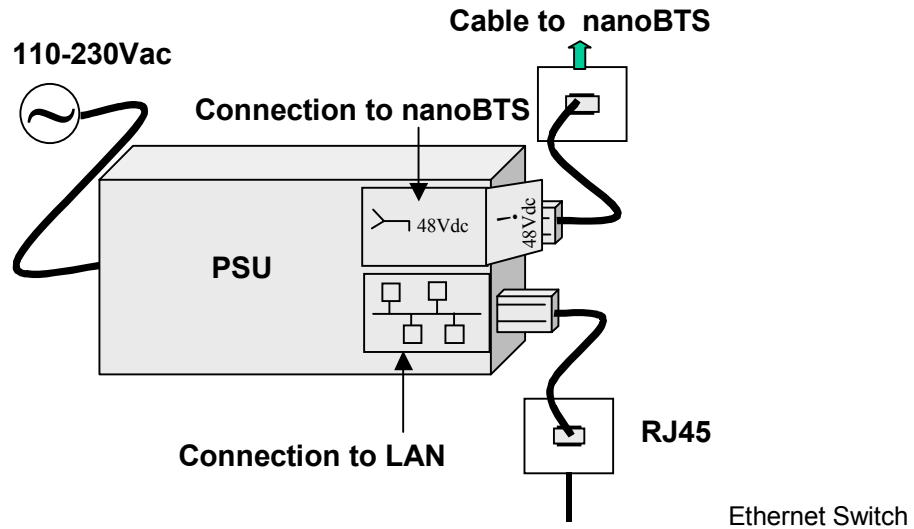 Cable to nanoBTS
110-230Vac
Connection to nanoBTS
48Vdc
48Vdc
PSU
RJ45
Connection to LAN
Ethernet Switch